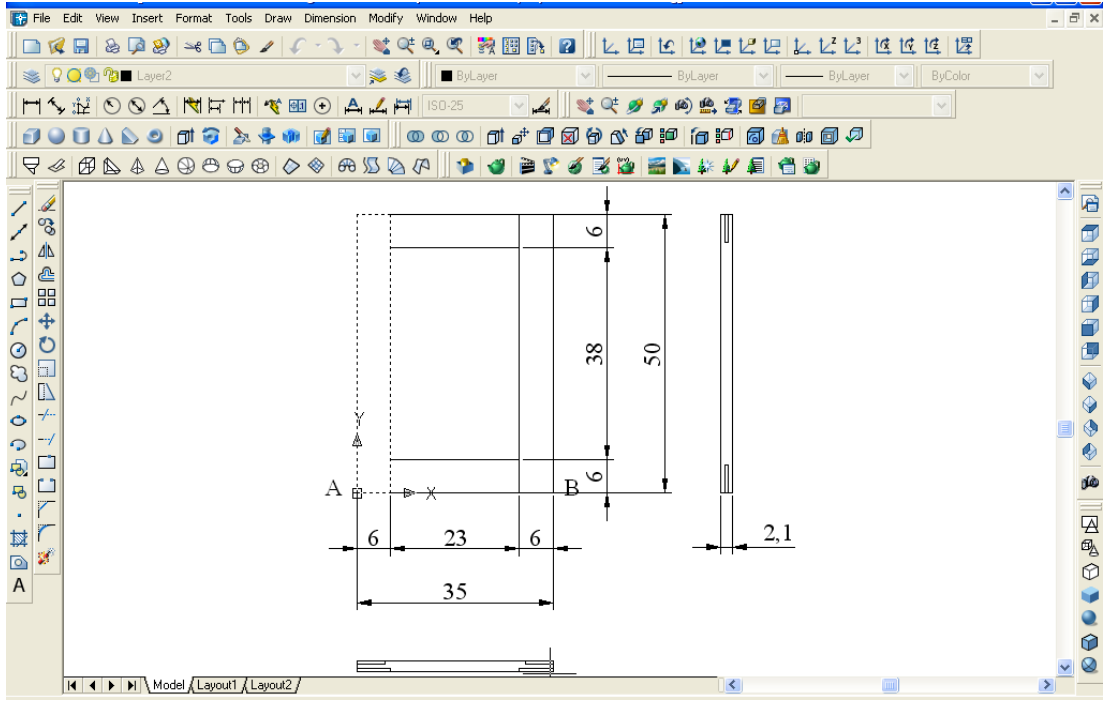 File Edit View Insert Format Tools Draw Dimension Modify Window Help
Layer2 ByLayer ByLayer ByLayer ByColor
ISO-25
6
38
50
6
Y
A X B
6 23 6
2,1
35
A
Model Layout1 Layout2